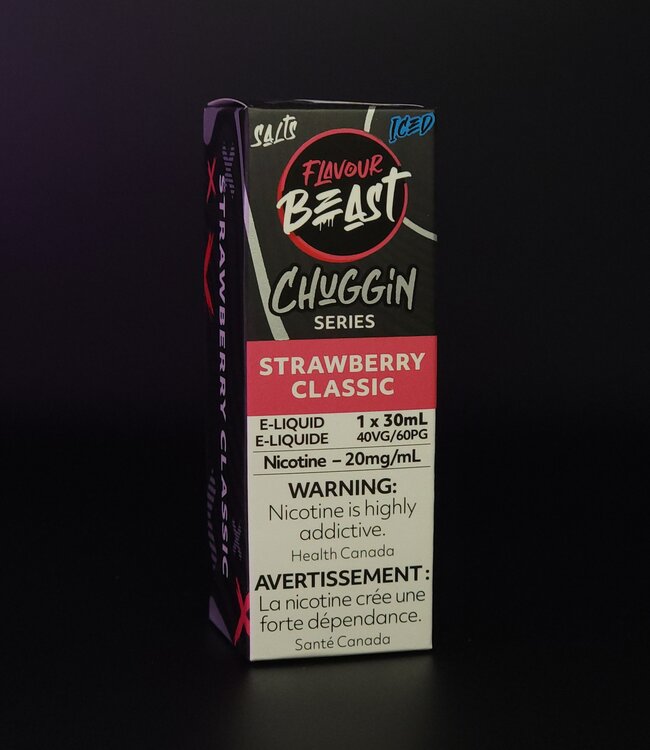 SALTS
ICED
FLAVOUR
BEAST
CHUGGIN
SERIES
STRAWBERRY
CLASSIC
E-LIQUID 1 x 30mL
E-LIQUIDE 40VG/60PG
Nicotine – 20mg/mL
WARNING:
Nicotine is highly
addictive.
Health Canada
AVERTISSEMENT:
La nicotine crée une
forte dépendance.
Santé Canada
STRAWBERRY CLASSIC